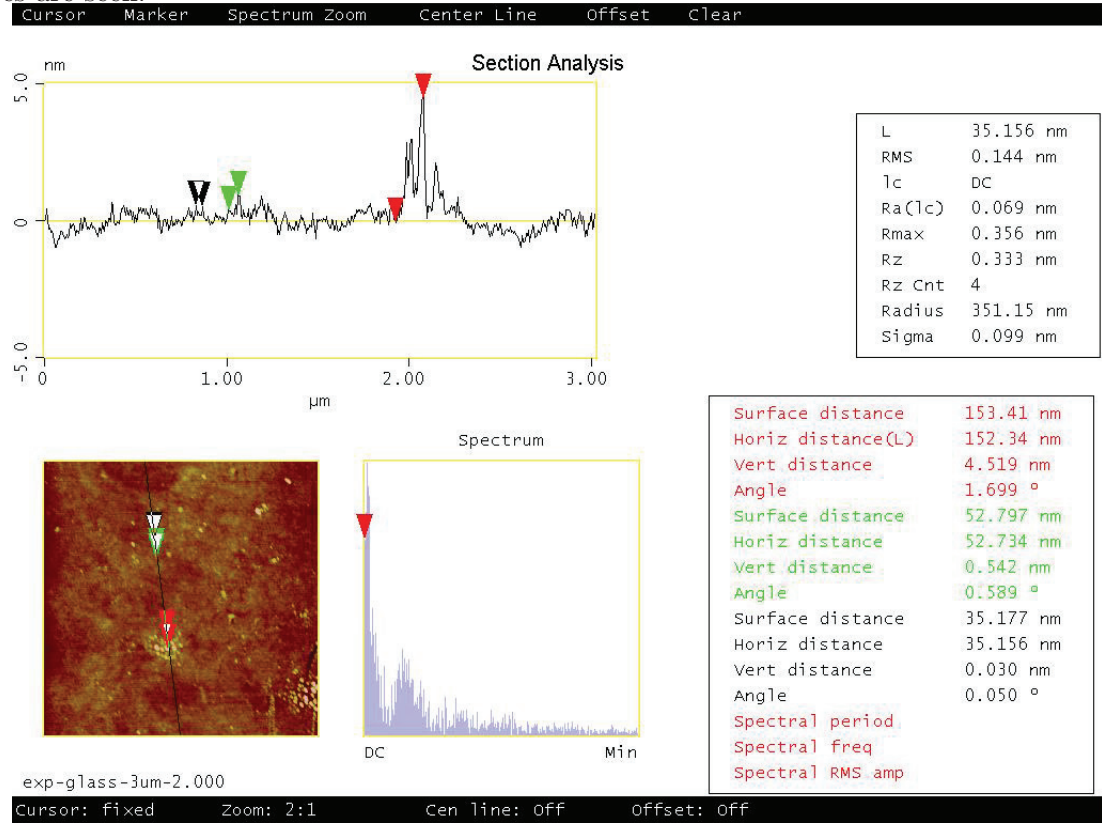 Cursor Marker Spectrum Zoom Center Line Offset Clear
nm
Section Analysis
5.0
0
-5.0
0 1.00 2.00 3.00
µm
L 35.156 nm
RMS 0.144 nm
lc DC
Ra(lc) 0.069 nm
Rmax 0.356 nm
Rz 0.333 nm
Rz Cnt 4
Radius 351.15 nm
Sigma 0.099 nm
Spectrum
DC Min
Surface distance 153.41 nm
Horiz distance(L) 152.34 nm
Vert distance 4.519 nm
Angle 1.699 °
Surface distance 52.797 nm
Horiz distance 52.734 nm
Vert distance 0.542 nm
Angle 0.589 °
Surface distance 35.177 nm
Horiz distance 35.156 nm
Vert distance 0.030 nm
Angle 0.050 °
Spectral period
Spectral freq
Spectral RMS amp
exp-glass-3um-2.000
Cursor: fixed Zoom: 2:1 Cen line: Off Offset: Off